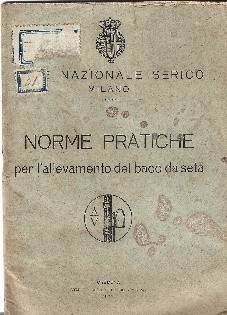 NAZIONALE SERICO
MILANO
NORME PRATICHE
per l'allevamento del baco da seta